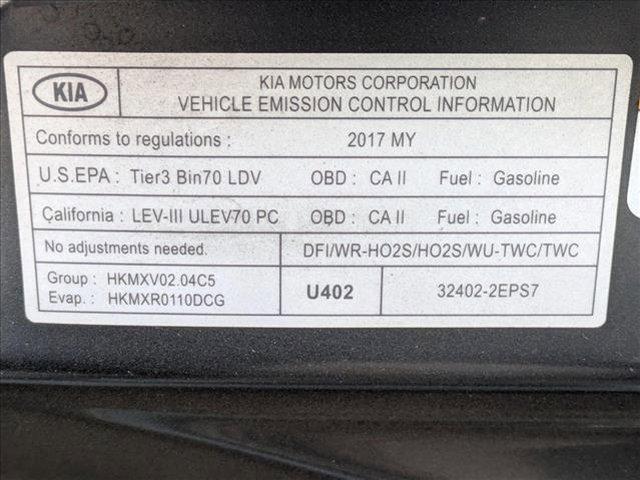 KIA
KIA MOTORS CORPORATION
VEHICLE EMISSION CONTROL INFORMATION
Conforms to regulations : 2017 MY
U.S.EPA : Tier3 Bin70 LDV OBD : CA II Fuel : Gasoline
California : LEV-III ULEV70 PC OBD : CA II Fuel : Gasoline
No adjustments needed. DFI/WR-HO2S/HO2S/WU-TWC/TWC
Group : HKMXV02.04C5
Evap. : HKMXR0110DCG
U402
32402-2EPS7